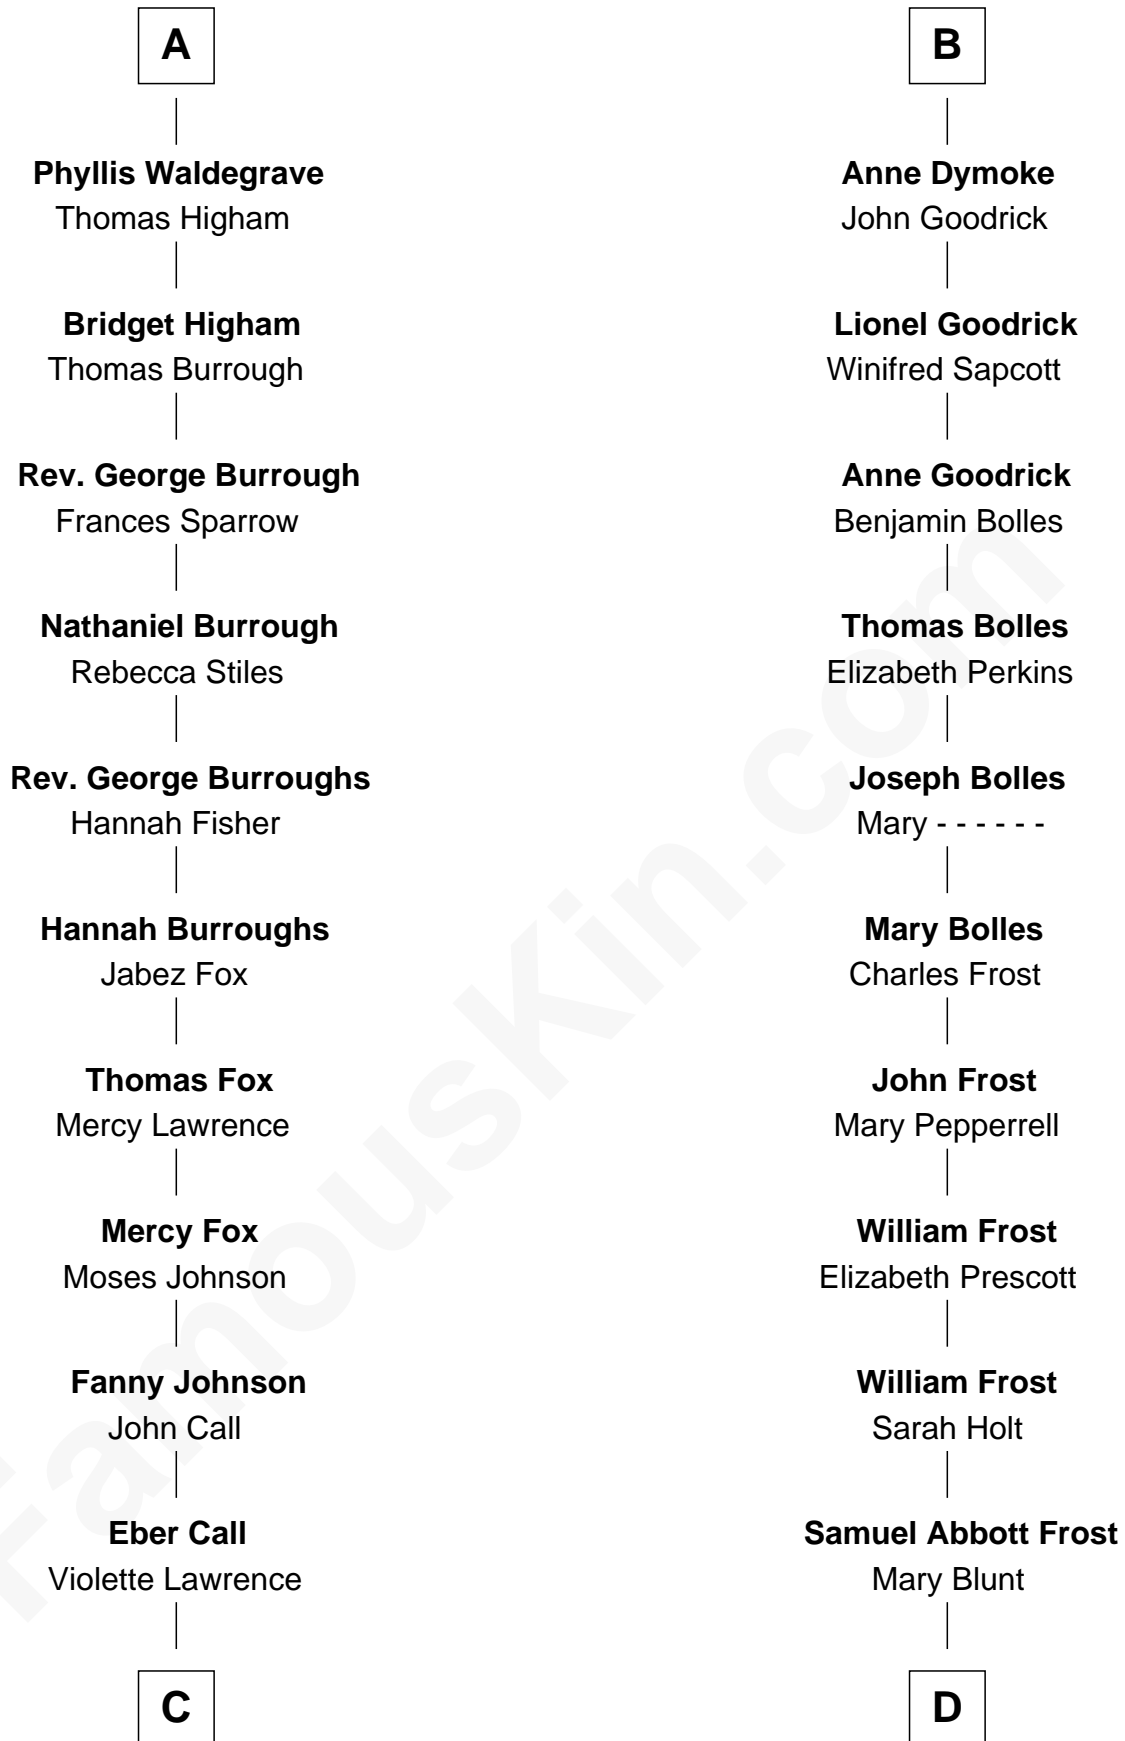 A
Phyllis Waldegrave
Thomas Higham
Bridget Higham
Thomas Burrough
Rev. George Burrough
Frances Sparrow
Nathaniel Burrough
Rebecca Stiles
Rev. George Burroughs
Hannah Fisher
Hannah Burroughs
Jabez Fox
Thomas Fox
Mercy Lawrence
Mercy Fox
Moses Johnson
Fanny Johnson
John Call
Eber Call
Violette Lawrence
C
B
Anne Dymoke
John Goodrick
Lionel Goodrick
Winifred Sapcott
Anne Goodrick
Benjamin Bolles
Thomas Bolles
Elizabeth Perkins
Joseph Bolles
Mary - - - - - -
Mary Bolles
Charles Frost
John Frost
Mary Pepperrell
William Frost
Elizabeth Prescott
William Frost
Sarah Holt
Samuel Abbott Frost
Mary Blunt
D
FamousKin.com